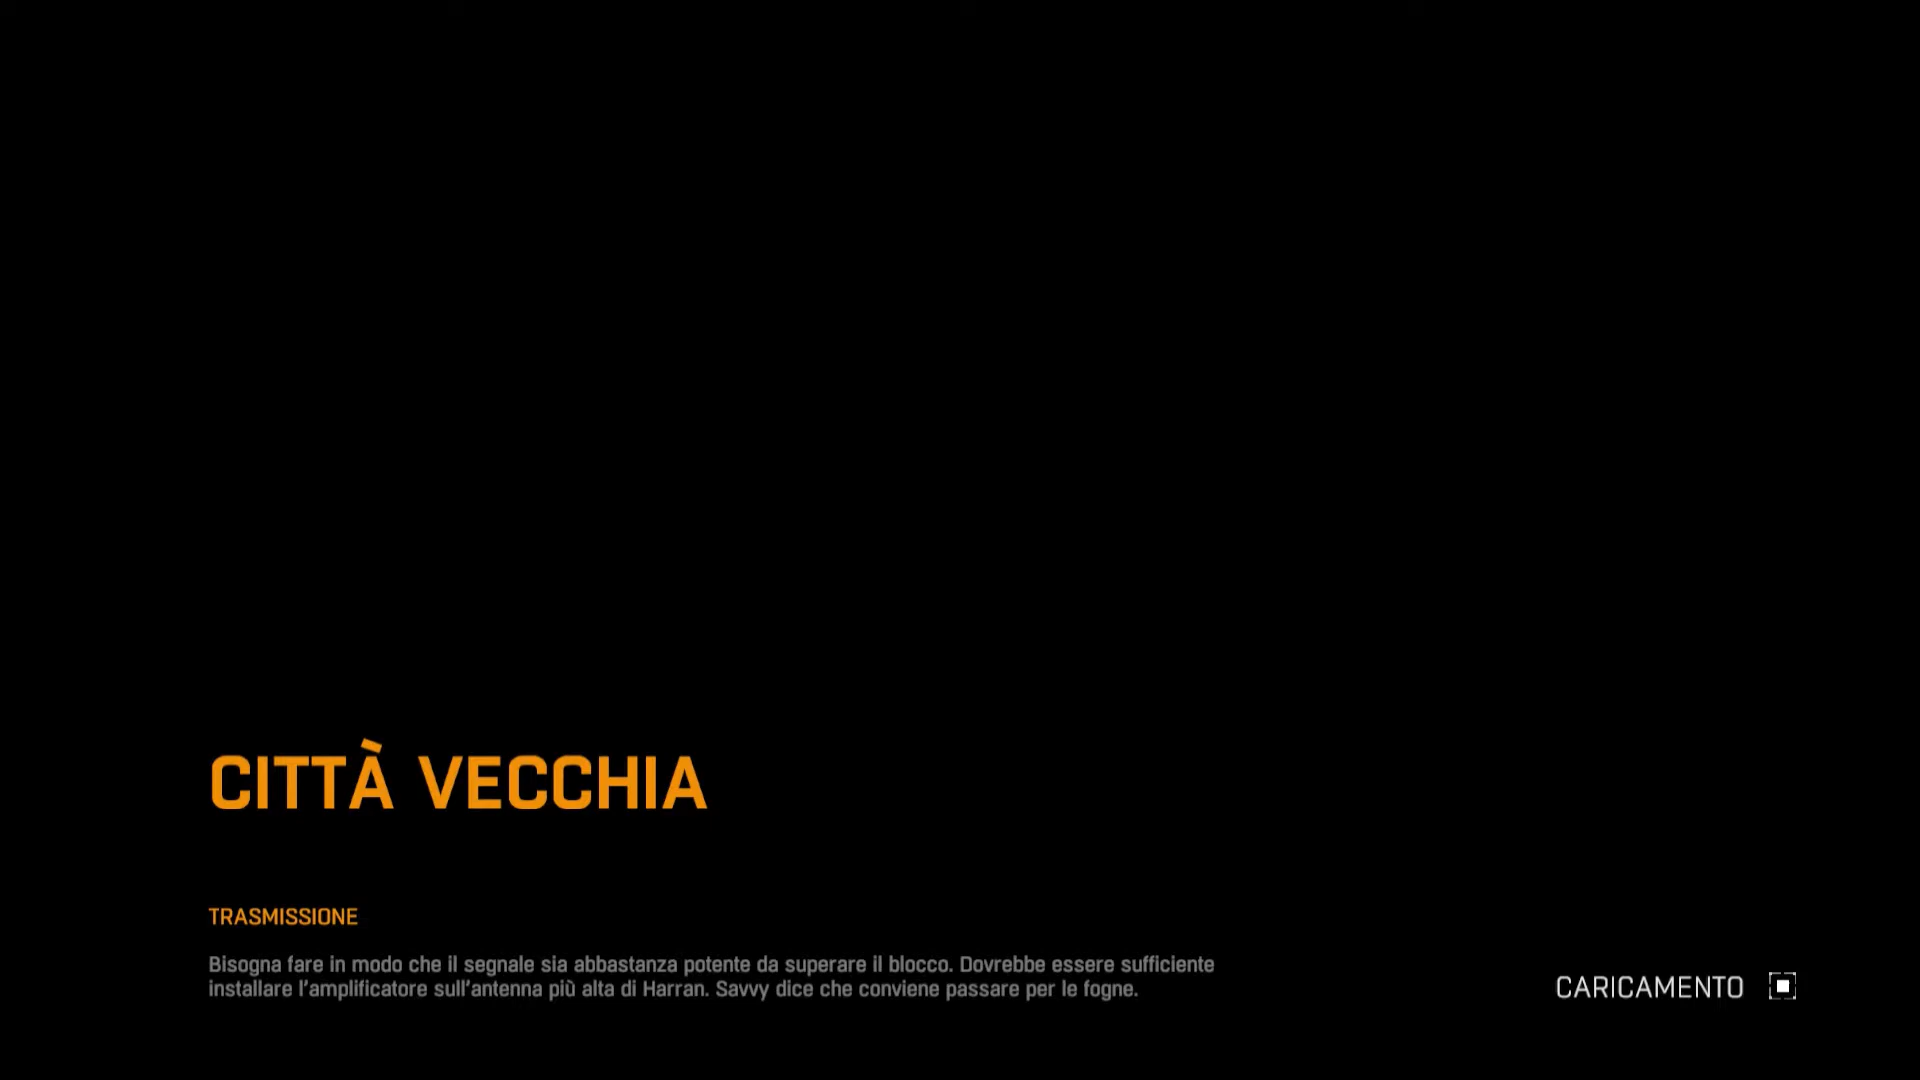 CITTÀ VECCHIA
TRASMISSIONE
Bisogna fare in modo che il segnale sia abbastanza potente da superare il blocco. Dovrebbe essere sufficiente
installare l'amplificatore sull'antenna più alta di Harran. Savvy dice che conviene passare per le fogne.
CARICAMENTO